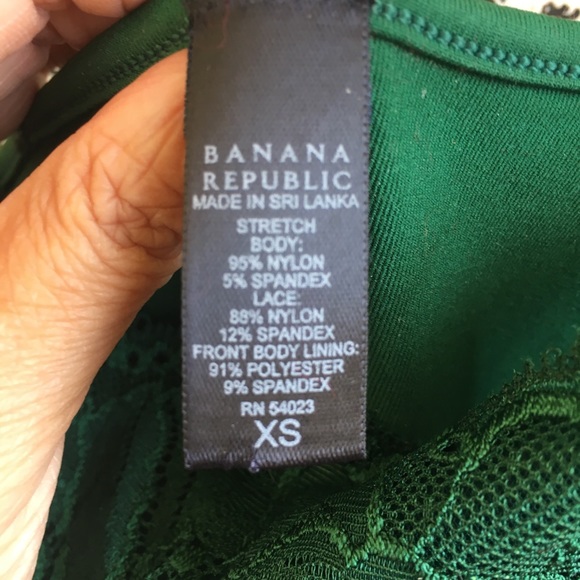 BANANA
REPUBLIC
MADE IN SRI LANKA
STRETCH
BODY:
95% NYLON
5% SPANDEX
LACE:
88% NYLON
12% SPANDEX
FRONT BODY LINING:
91% POLYESTER
9% SPANDEX
RN 54023
XS